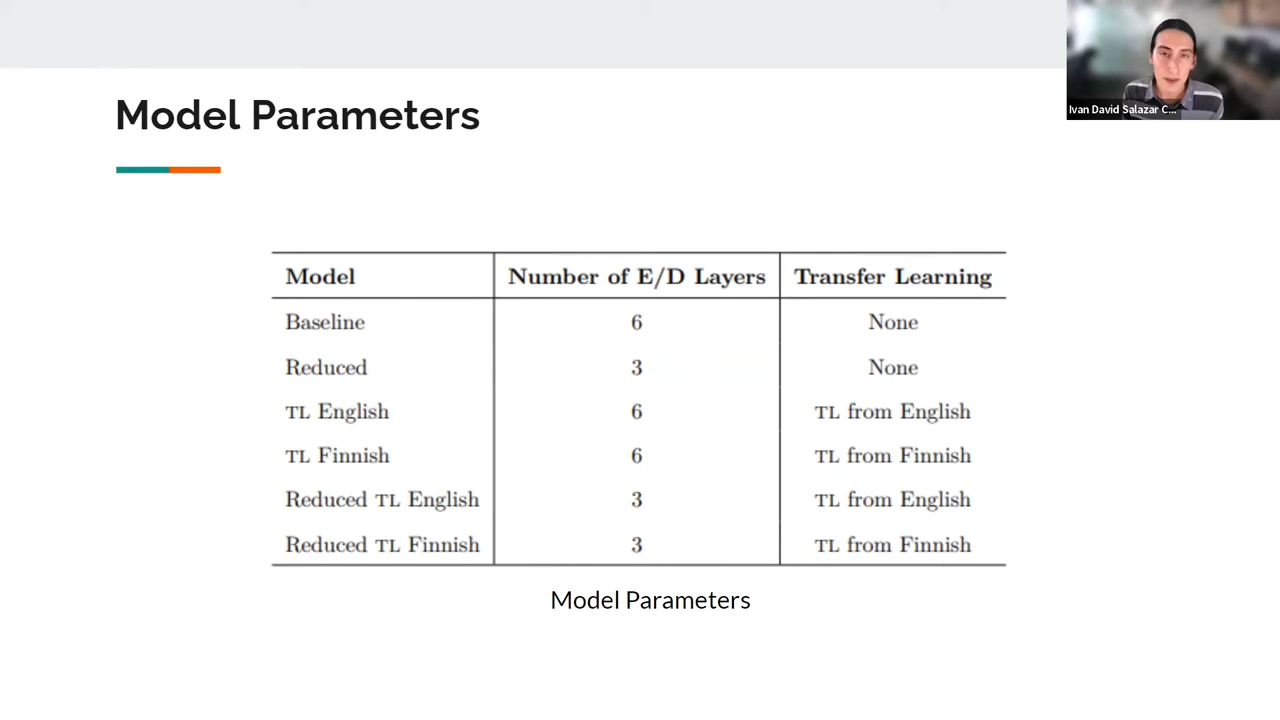 Ivan David Salazar C...
Model Parameters
Model Number of E/D Layers Transfer Learning
Baseline 6 None
Reduced 3 None
TL English 6 TL from English
TL Finnish 6 TL from Finnish
Reduced TL English 3 TL from English
Reduced TL Finnish 3 TL from Finnish
Model Parameters